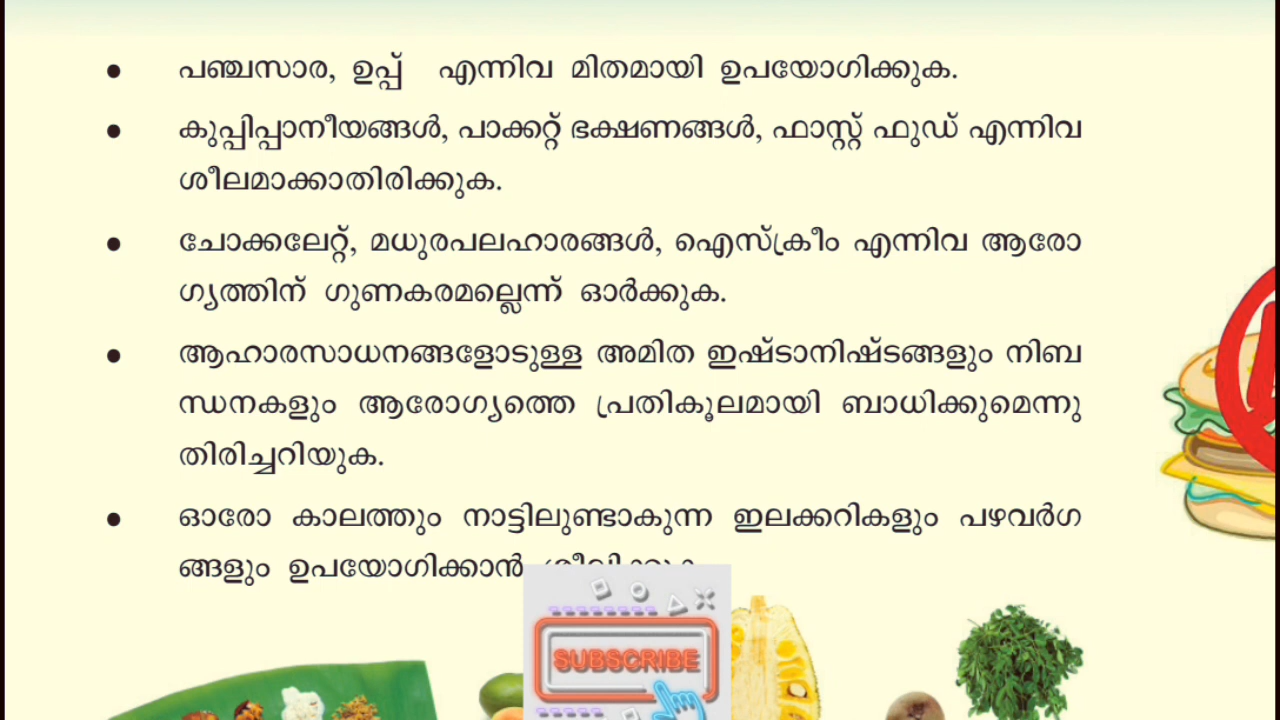 • പഞ്ചസാര, ഉപ്പ് എന്നിവ മിതമായി ഉപയോഗിക്കുക.
• കുപ്പിപ്പാനീയങ്ങൾ, പാക്കറ്റ് ഭക്ഷണങ്ങൾ, ഫാസ്റ്റ് ഫുഡ് എന്നിവ
ശീലമാക്കാതിരിക്കുക.
• ചോക്കലേറ്റ്, മധുരപലഹാരങ്ങൾ, ഐസ്ക്രീം എന്നിവ ആരോ
ഗ്യത്തിന് ഗുണകരമല്ലെന്ന് ഓർക്കുക.
• ആഹാരസാധനങ്ങളോടുള്ള അമിത ഇഷ്ടാനിഷ്ടങ്ങളും നിബ
ന്ധനകളും ആരോഗ്യത്തെ പ്രതികൂലമായി ബാധിക്കുമെന്നു
തിരിച്ചറിയുക.
• ഓരോ കാലത്തും നാട്ടിലുണ്ടാകുന്ന ഇലക്കറികളും പഴവർഗ
ങ്ങളും ഉപയോഗിക്കാൻ
SUBSCRIBE